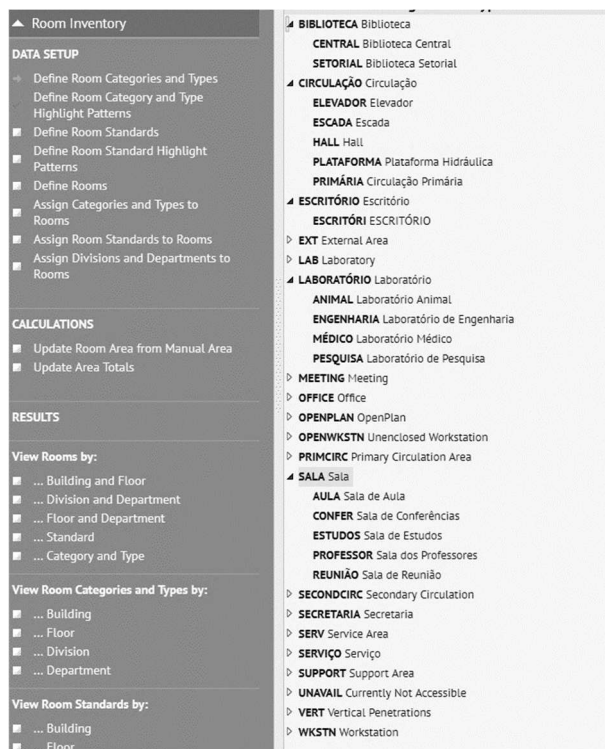 Room Inventory
DATA SETUP
Define Room Categories and Types
Define Room Category and Type
Highlight Patterns
Define Room Standards
Define Room Standard Highlight
Patterns
Define Rooms
Assign Categories and Types to
Rooms
Assign Room Standards to Rooms
Assign Divisions and Departments to
Rooms
CALCULATIONS
Update Room Area from Manual Area
Update Area Totals
RESULTS
View Rooms by:
... Building and Floor
... Division and Department
... Floor and Department
... Standard
... Category and Type
View Room Categories and Types by:
... Building
... Floor
... Division
... Department
View Room Standards by:
... Building
... Floor
BIBLIOTECA Biblioteca
CENTRAL Biblioteca Central
SETORIAL Biblioteca Setorial
CIRCULAÇÃO Circulação
ELEVADOR Elevador
ESCADA Escada
HALL Hall
PLATAFORMA Plataforma Hidráulica
PRIMÁRIA Circulação Primária
ESCRITÓRIO Escritório
ESCRITÓRI ESCRITÓRIO
EXT External Area
LAB Laboratory
LABORATÓRIO Laboratório
ANIMAL Laboratório Animal
ENGENHARIA Laboratório de Engenharia
MÉDICO Laboratório Médico
PESQUISA Laboratório de Pesquisa
MEETING Meeting
OFFICE Office
OPENPLAN OpenPlan
OPENWKSTN Unenclosed Workstation
PRIMCIRC Primary Circulation Area
SALA Sala
AULA Sala de Aula
CONFER Sala de Conferências
ESTUDOS Sala de Estudos
PROFESSOR Sala dos Professores
REUNIÃO Sala de Reunião
SECONDCIRC Secondary Circulation
SECRETARIA Secretaria
SERV Service Area
SERVIÇO Serviço
SUPPORT Support Area
UNAVAIL Currently Not Accessible
VERT Vertical Penetrations
WKSTN Workstation